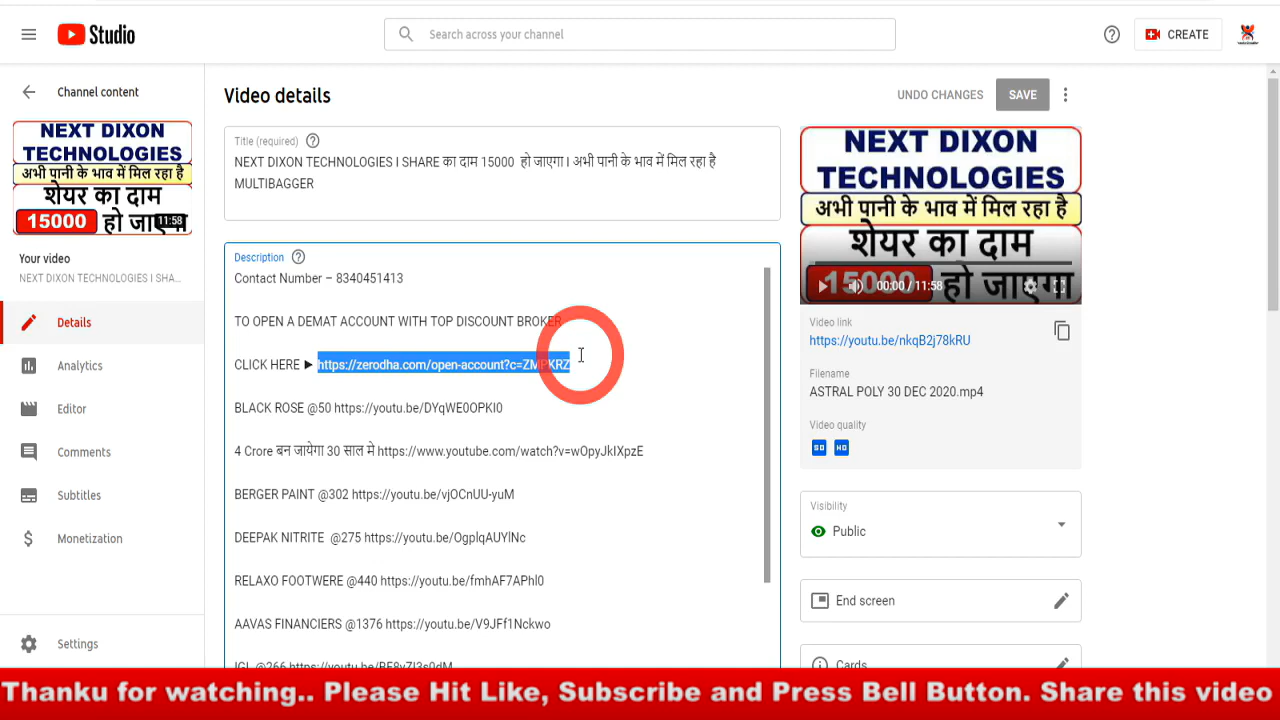 Studio
Search across your channel
CREATE
Channel content
NEXT DIXON
TECHNOLOGIES
अभी पानी के भाव में मिल रहा है
शेयर का दाम
15000 हो जाएगा
11:58
Your video
NEXT DIXON TECHNOLOGIES I SHA...
Details
Analytics
Editor
Comments
Subtitles
Monetization
Settings
Video details
UNDO CHANGES
SAVE
Title (required)
NEXT DIXON TECHNOLOGIES I SHARE का दाम 15000 हो जाएगा I अभी पानी के भाव में मिल रहा है
MULTIBAGGER
Description
Contact Number – 8340451413
TO OPEN A DEMAT ACCOUNT WITH TOP DISCOUNT BROKER
CLICK HERE ► https://zerodha.com/open-account?c=ZMPKRZ
BLACK ROSE @50 https://youtu.be/DYqWE0OPKI0
4 Crore बन जायेगा 30 साल मे https://www.youtube.com/watch?v=wOpyJkIXpzE
BERGER PAINT @302 https://youtu.be/vjOCnUU-yuM
DEEPAK NITRITE @275 https://youtu.be/OgplqAUYlNc
RELAXO FOOTWERE @440 https://youtu.be/fmhAF7APhl0
AAVAS FINANCIERS @1376 https://youtu.be/V9JFf1Nckwo
IGL @266
NEXT DIXON
TECHNOLOGIES
अभी पानी के भाव में मिल रहा है
शेयर का दाम
15000 हो जाएगा
00:00 / 11:58
Video link
https://youtu.be/nkqB2j78kRU
Filename
ASTRAL POLY 30 DEC 2020.mp4
Video quality
SD HD
Visibility
Public
End screen
Cards
Thanku for watching.. Please Hit Like, Subscribe and Press Bell Button. Share this video